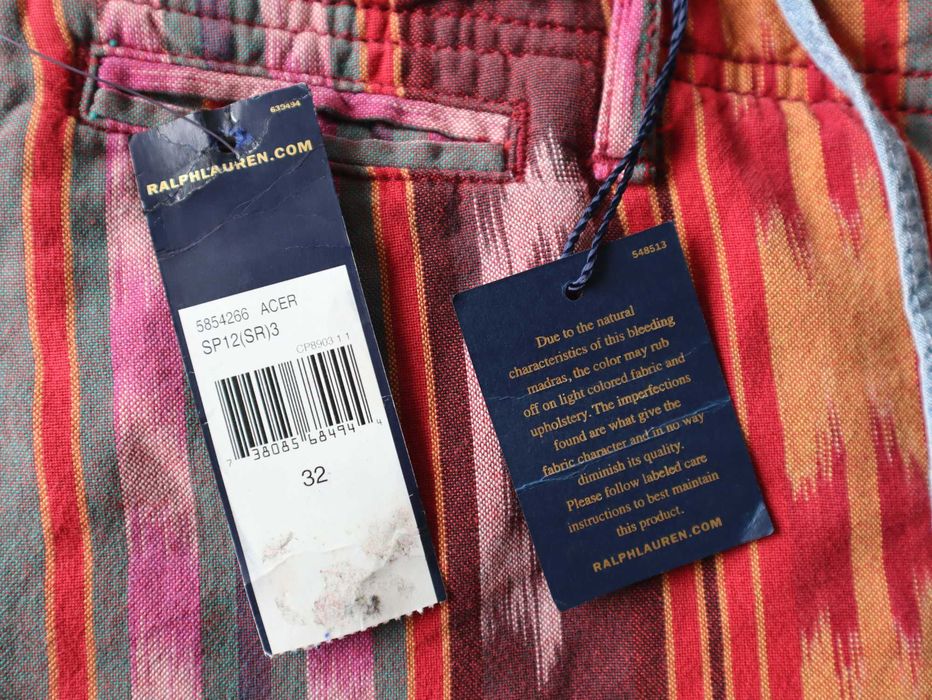 639494
RALPHLAUREN.COM
5854266 ACER
SP12(SR)3
CP8903 1 1
7 38085 68494 4
32
548513
Due to the natural
characteristics of this bleeding
madras, the color may rub
off on light colored fabric and
upholstery. The imperfections
found are what give the
fabric character and in no way
diminish its quality.
Please follow labeled care
instructions to best maintain
this product.
RALPHLAUREN.COM